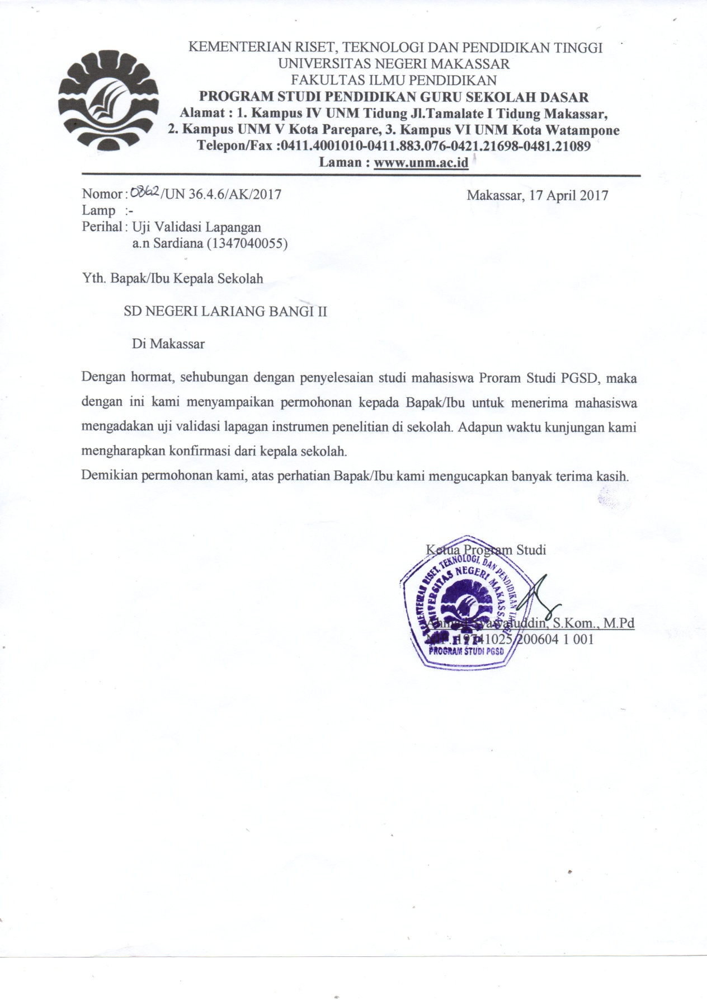 KEMENTERIAN RISET, TEKNOLOGI DAN PENDIDIKAN TINGGI
UNIVERSITAS NEGERI MAKASSAR
FAKULTAS ILMU PENDIDIKAN
PROGRAM STUDI PENDIDIKAN GURU SEKOLAH DASAR
Alamat : 1. Kampus IV UNM Tidung Jl.Tamalate I Tidung Makassar,
2. Kampus UNM V Kota Parepare, 3. Kampus VI UNM Kota Watampone
Telepon/Fax :0411.4001010-0411.883.076-0421.21698-0481.21089
Laman : www.unm.ac.id
Nomor : 0862/UN 36.4.6/AK/2017 Makassar, 17 April 2017
Lamp :-
Perihal : Uji Validasi Lapangan
a.n Sardiana (1347040055)
Yth. Bapak/Ibu Kepala Sekolah
SD NEGERI LARIANG BANGI II
Di Makassar
Dengan hormat, sehubungan dengan penyelesaian studi mahasiswa Proram Studi PGSD, maka
dengan ini kami menyampaikan permohonan kepada Bapak/Ibu untuk menerima mahasiswa
mengadakan uji validasi lapagan instrumen penelitian di sekolah. Adapun waktu kunjungan kami
mengharapkan konfirmasi dari kepala sekolah.
Demikian permohonan kami, atas perhatian Bapak/Ibu kami mengucapkan banyak terima kasih.
Ketua Program Studi
KEMENTERIAN RISET, TEKNOLOGI, DAN PENDIDIKAN TINGGI
UNIVERSITAS NEGERI MAKASSAR
S.Kom., M.Pd
19741025 200604 1 001
FIP
PROGRAM STUDI PGSD